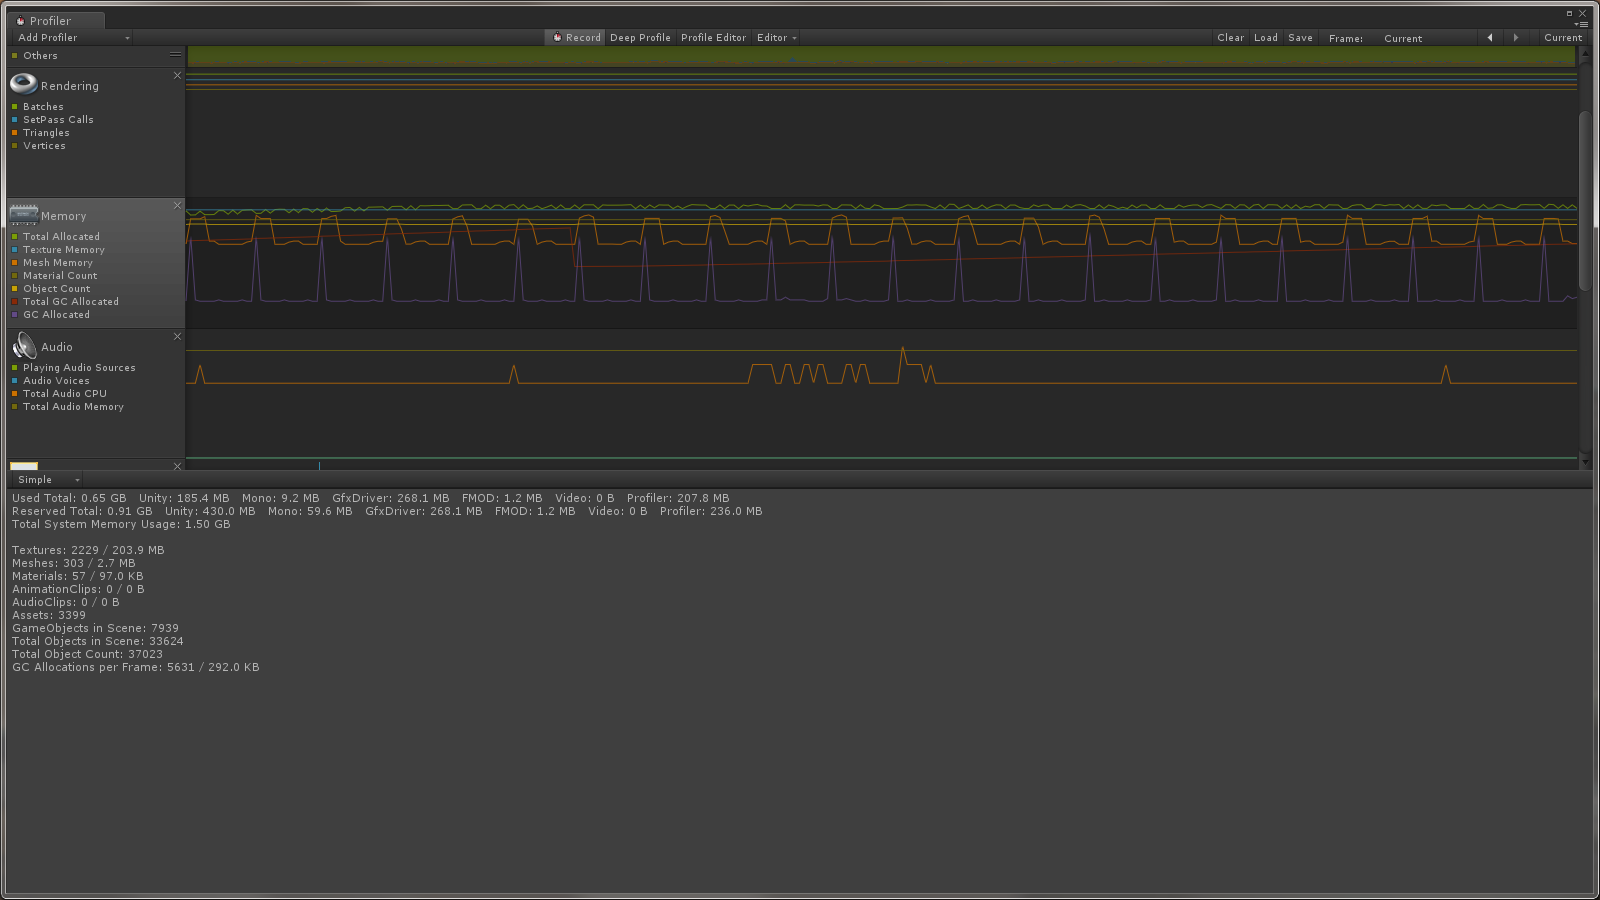 Profiler
Add Profiler Record Deep Profile Profile Editor Editor Clear Load Save Frame: Current Current
Others
Rendering
Batches
SetPass Calls
Triangles
Vertices
Memory
Total Allocated
Texture Memory
Mesh Memory
Material Count
Object Count
Total GC Allocated
GC Allocated
Audio
Playing Audio Sources
Audio Voices
Total Audio CPU
Total Audio Memory
Simple
Used Total: 0.65 GB Unity: 185.4 MB Mono: 9.2 MB GfxDriver: 268.1 MB FMOD: 1.2 MB Video: 0 B Profiler: 207.8 MB
Reserved Total: 0.91 GB Unity: 430.0 MB Mono: 59.6 MB GfxDriver: 268.1 MB FMOD: 1.2 MB Video: 0 B Profiler: 236.0 MB
Total System Memory Usage: 1.50 GB
Textures: 2229 / 203.9 MB
Meshes: 303 / 2.7 MB
Materials: 57 / 97.0 KB
AnimationClips: 0 / 0 B
AudioClips: 0 / 0 B
Assets: 3399
GameObjects in Scene: 7939
Total Objects in Scene: 33624
Total Object Count: 37023
GC Allocations per Frame: 5631 / 292.0 KB